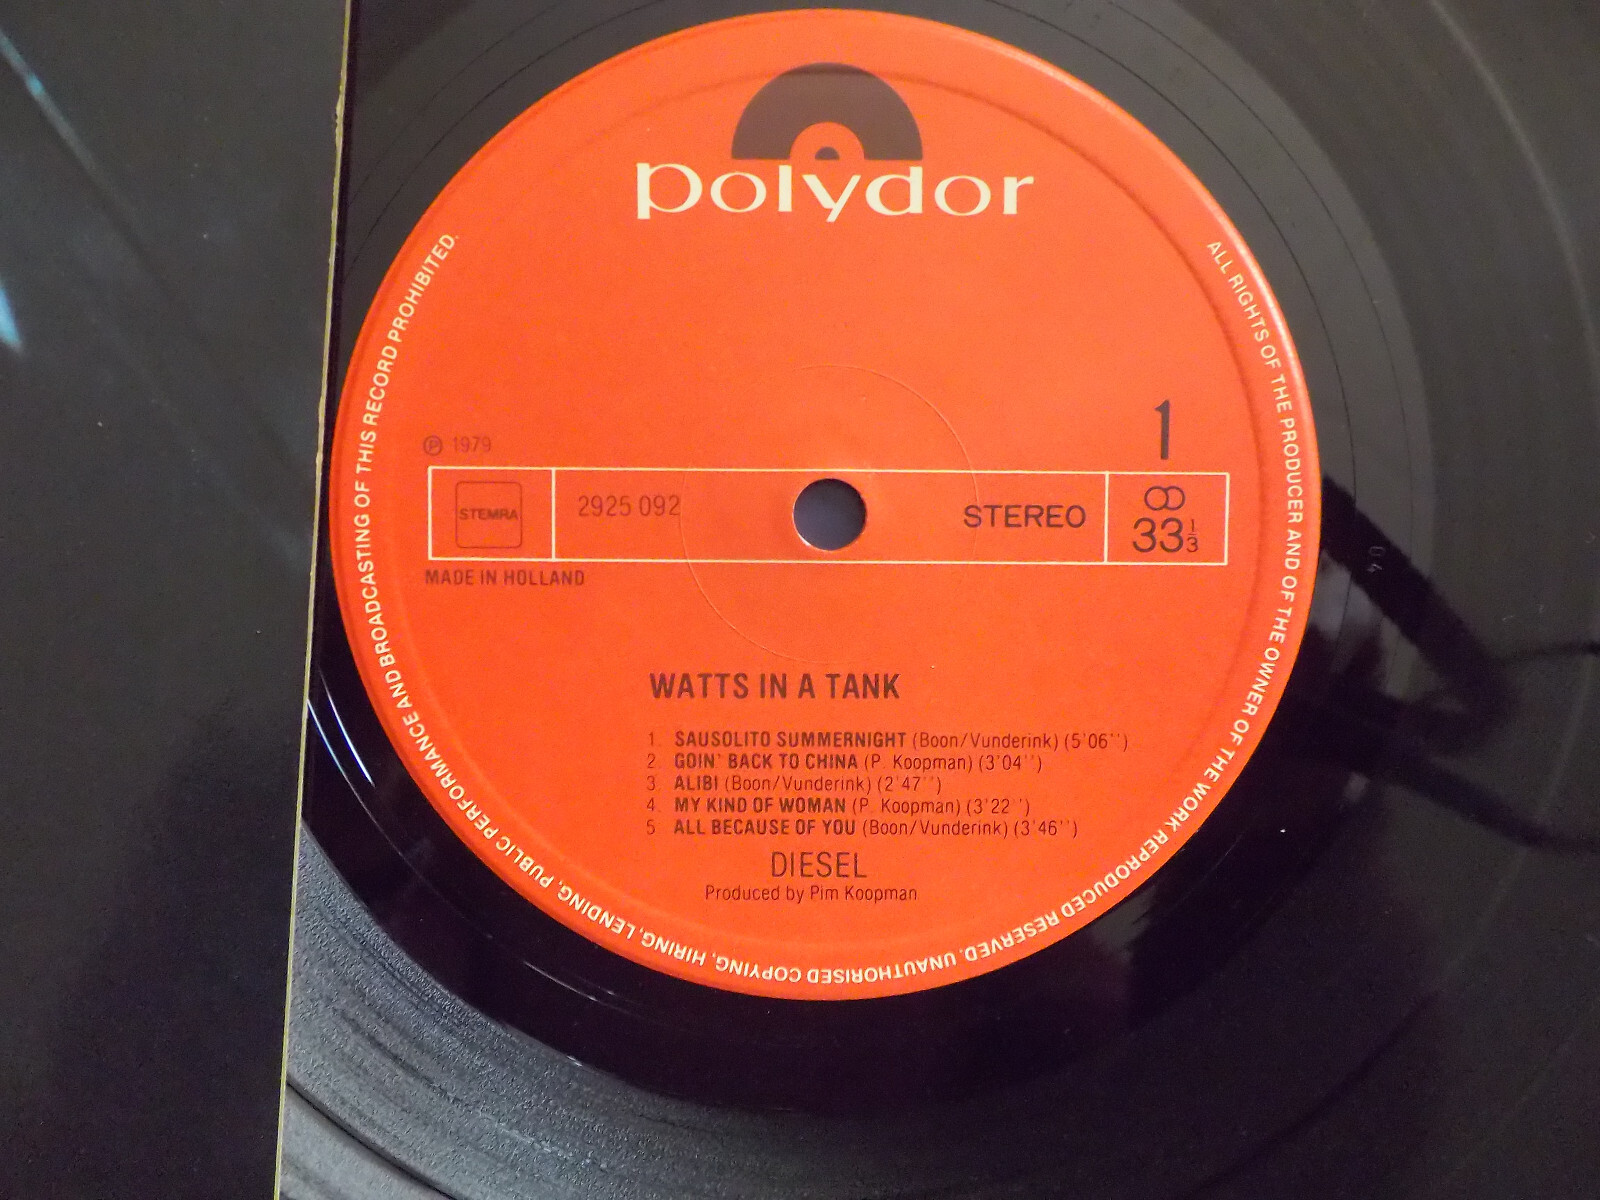 polydor
ALL RIGHTS OF THE PRODUCER AND OF THE OWNER OF THE WORK REPRODUCED RESERVED. UNAUTHORISED COPYING, HIRING, LENDING, PUBLIC PERFORMANCE AND BROADCASTING OF THIS RECORD PROHIBITED.
℗ 1979
1
STEMRA
2925 092
STEREO
33 1/3
MADE IN HOLLAND
WATTS IN A TANK
1. SAUSOLITO SUMMERNIGHT (Boon/Vunderink) (5'06'')
2. GOIN' BACK TO CHINA (P. Koopman) (3'04'')
3. ALIBI (Boon/Vunderink) (2'47'')
4. MY KIND OF WOMAN (P. Koopman) (3'22'')
5 ALL BECAUSE OF YOU (Boon/Vunderink) (3'46'')
DIESEL
Produced by Pim Koopman